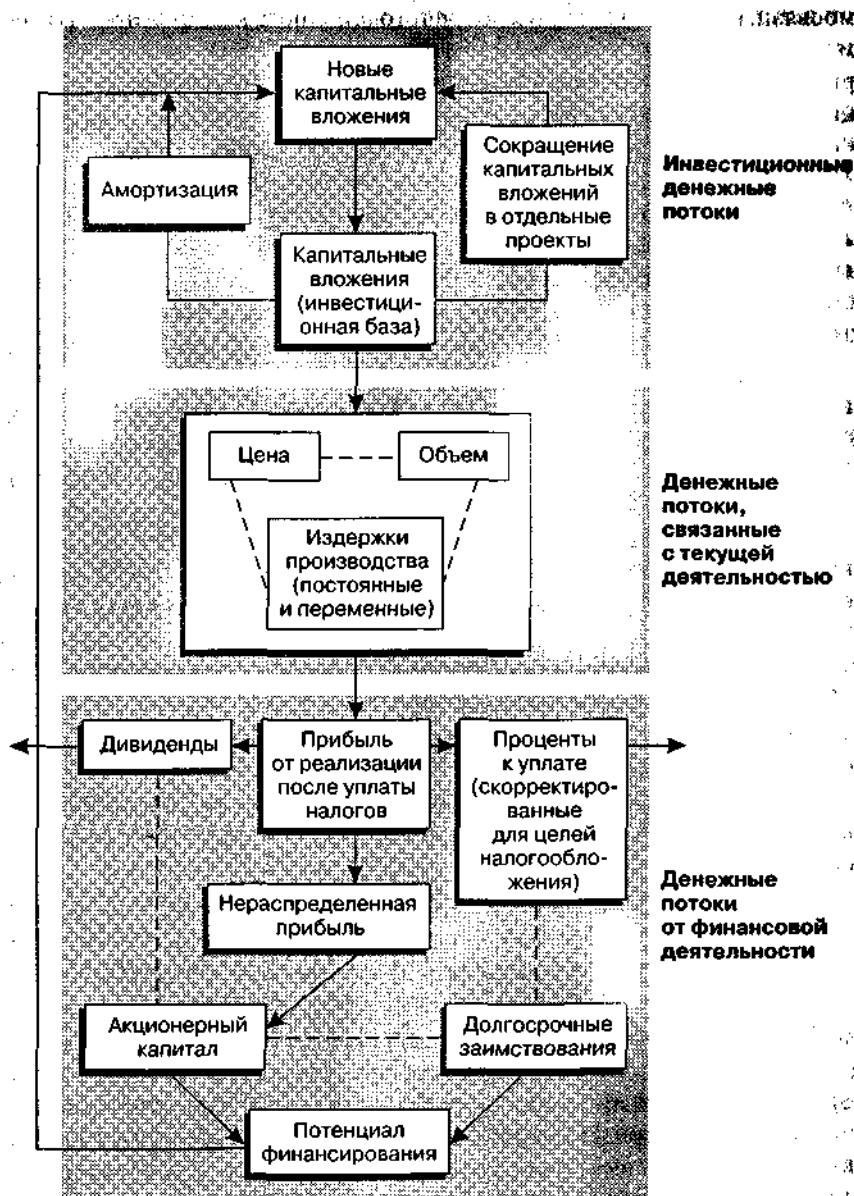 Новые
капитальные
вложения
Амортизация
Сокращение
капитальных
вложений
в отдельные
проекты
Инвестиционные
денежные
потоки
Капитальные
вложения
(инвестици-
онная база)
Цена
Объем
Издержки
производства
(постоянные
и переменные)
Денежные
потоки,
связанные
с текущей
деятельностью
Дивиденды
Прибыль
от реализации
после уплаты
налогов
Проценты
к уплате
(скорректиро-
ванные
для целей
налогообло-
жения)
Нераспределенная
прибыль
Денежные
потоки
от финансовой
деятельности
Акционерный
капитал
Долгосрочные
заимствования
Потенциал
финансирования